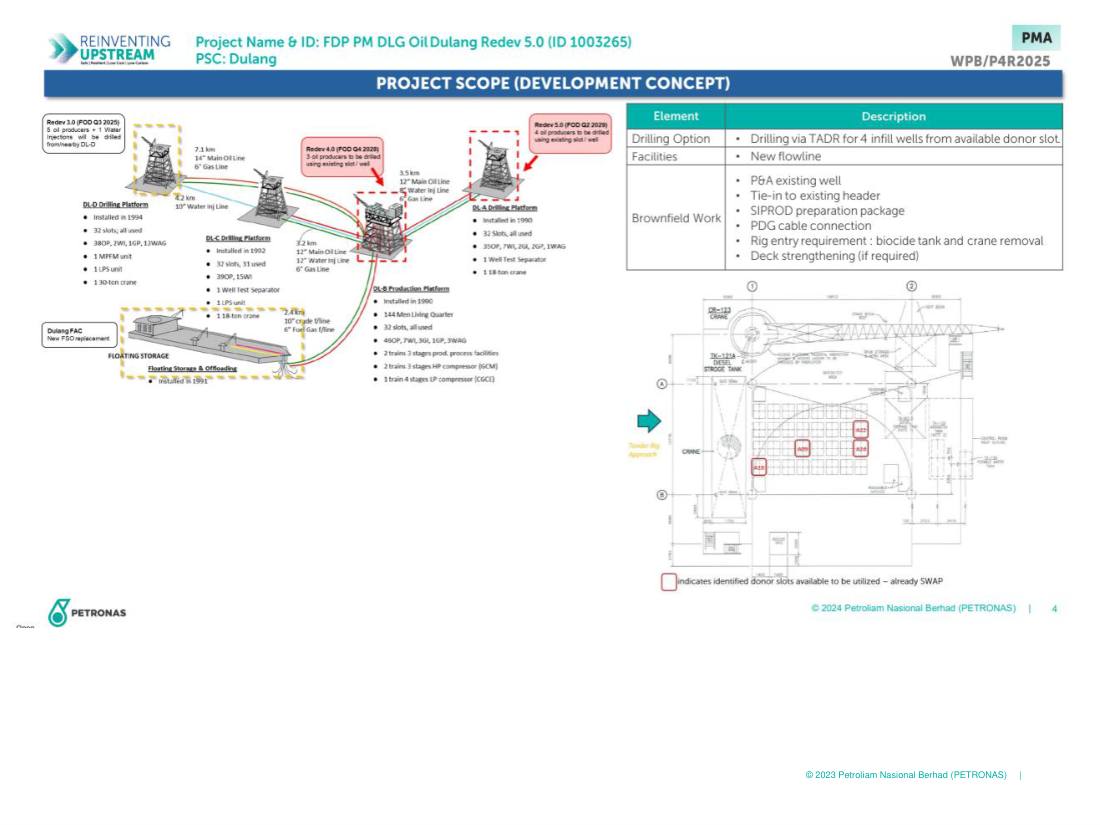 REINVENTING
UPSTREAM
Project Name & ID: FDP PM DLG Oil Dulang Redev 5.0 (ID 1003265)
PSC: Dulang
PMA
WPB/P4R2025
PROJECT SCOPE (DEVELOPMENT CONCEPT)
Redev 3.0 (FOD Q3 2025)
5 oil producers + 1 Water
Injections will be drilled
from/nearby DL-D
7.1 km
14" Main Oil Line
6" Gas Line
Redev 4.0 (FOD Q4 2028)
3 oil producers to be drilled
using existing slot / well
Redev 5.0 (FOD Q2 2029)
4 oil producers to be drilled
using existing slot / well
3.5 km
12" Main Oil Line
8" Water Inj Line
6" Gas Line
4.2 km
10" Water Inj Line
DL-D Drilling Platform
● Installed in 1994
● 32 slots, all used
● 38OP, 2WI, 1GP, 13WAG
● 1 MPFM unit
● 1 LPS unit
● 1 30-ton crane
DL-C Drilling Platform
● Installed in 1992
● 32 slots, 31 used
● 39OP, 15WI
● 1 Well Test Separator
● 1 LPS unit
● 1 18-ton crane
3.2 km
12" Main Oil Line
12" Water Inj Line
6" Gas Line
DL-A Drilling Platform
● Installed in 1990
● 32 Slots, all used
● 35OP, 7WI, 2GI, 2GP, 1WAG
● 1 Well Test Separator
● 1 18-ton crane
DL-B Production Platform
● Installed in 1990
● 144 Men Living Quarter
● 32 slots, all used
● 46OP, 7WI, 3GI, 1GP, 3WAG
● 2 trains 3 stages prod. process facilities
● 2 trains 3 stages HP compressor (GCM)
● 1 train 4 stages LP compressor (CGCE)
2.4 km
10" crude f/line
6" Fuel Gas f/line
Dulang FAC
New FSO replacement
FLOATING STORAGE
Floating Storage & Offloading
● Installed in 1991
Element
Description
Drilling Option
• Drilling via TADR for 4 infill wells from available donor slot.
Facilities
• New flowline
Brownfield Work
• P&A existing well
• Tie-in to existing header
• SIPROD preparation package
• PDG cable connection
• Rig entry requirement : biocide tank and crane removal
• Deck strengthening (if required)
1
2
CR-123
CRANE
TK-121A
DIESEL
STROGE TANK
A
B
CRANE
Tender Rig
Approach
indicates identified donor slots available to be utilized – already SWAP
PETRONAS
© 2024 Petroliam Nasional Berhad (PETRONAS) |
4
© 2023 Petroliam Nasional Berhad (PETRONAS) |